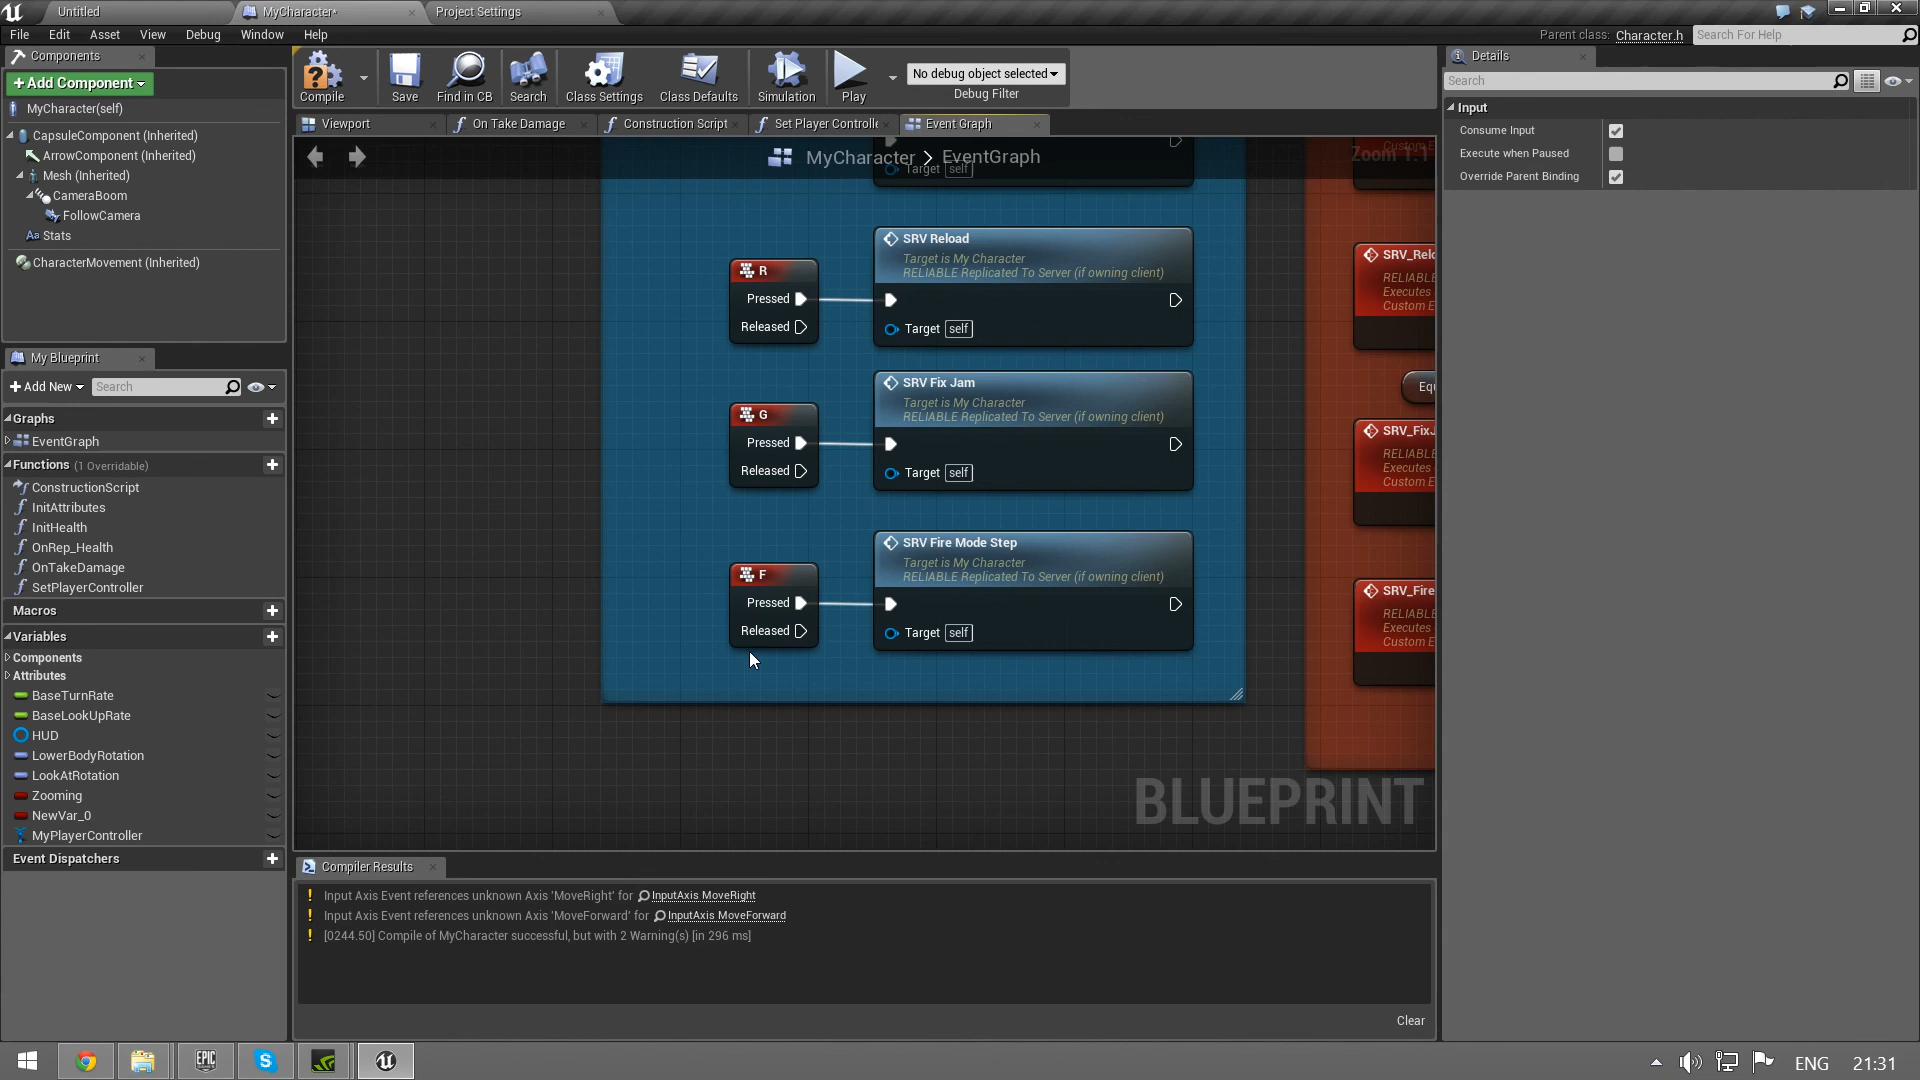 Untitled
MyCharacter*
Project Settings
File Edit Asset View Debug Window Help
Parent class: Character.h
Search For Help
Components
+Add Component
MyCharacter(self)
CapsuleComponent (Inherited)
ArrowComponent (Inherited)
Mesh (Inherited)
CameraBoom
FollowCamera
Aa Stats
CharacterMovement (Inherited)
My Blueprint
+Add New
Search
Graphs
EventGraph
Functions (1 Overridable)
ConstructionScript
InitAttributes
InitHealth
OnRep_Health
OnTakeDamage
SetPlayerController
Macros
Variables
Components
Attributes
BaseTurnRate
BaseLookUpRate
HUD
LowerBodyRotation
LookAtRotation
Zooming
NewVar_0
MyPlayerController
Event Dispatchers
Compile
Save
Find in CB
Search
Class Settings
Class Defaults
Simulation
Play
No debug object selected
Debug Filter
Viewport
On Take Damage
Construction Script
Set Player Controlle
Event Graph
MyCharacter > EventGraph
Zoom 1:1
Target self
R
Pressed
Released
SRV Reload
Target is My Character
RELIABLE Replicated To Server (if owning client)
Target self
G
Pressed
Released
SRV Fix Jam
Target is My Character
RELIABLE Replicated To Server (if owning client)
Target self
F
Pressed
Released
SRV Fire Mode Step
Target is My Character
RELIABLE Replicated To Server (if owning client)
Target self
Custom E
SRV_Relo
RELIABLE
Executes
Custom E
Equ
SRV_FixJ
RELIABLE
Executes
Custom E
SRV_Fire
RELIABLE
Executes
Custom E
BLUEPRINT
Compiler Results
! Input Axis Event references unknown Axis 'MoveRight' for InputAxis MoveRight
! Input Axis Event references unknown Axis 'MoveForward' for InputAxis MoveForward
! [0244.50] Compile of MyCharacter successful, but with 2 Warning(s) [in 296 ms]
Clear
Details
Search
Input
Consume Input
Execute when Paused
Override Parent Binding
EPIC GAMES
ENG
21:31